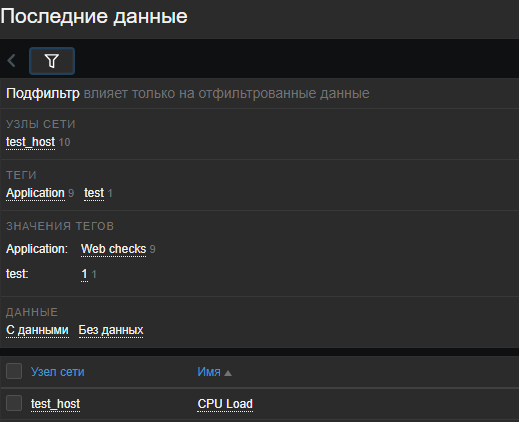 Последние данные
Подфильтр влияет только на отфильтрованные данные
УЗЛЫ СЕТИ
test_host 10
ТЕГИ
Application 9 test 1
ЗНАЧЕНИЯ ТЕГОВ
Application: Web checks 9
test: 1 1
ДАННЫЕ
С данными Без данных
Узел сети Имя
test_host CPU Load